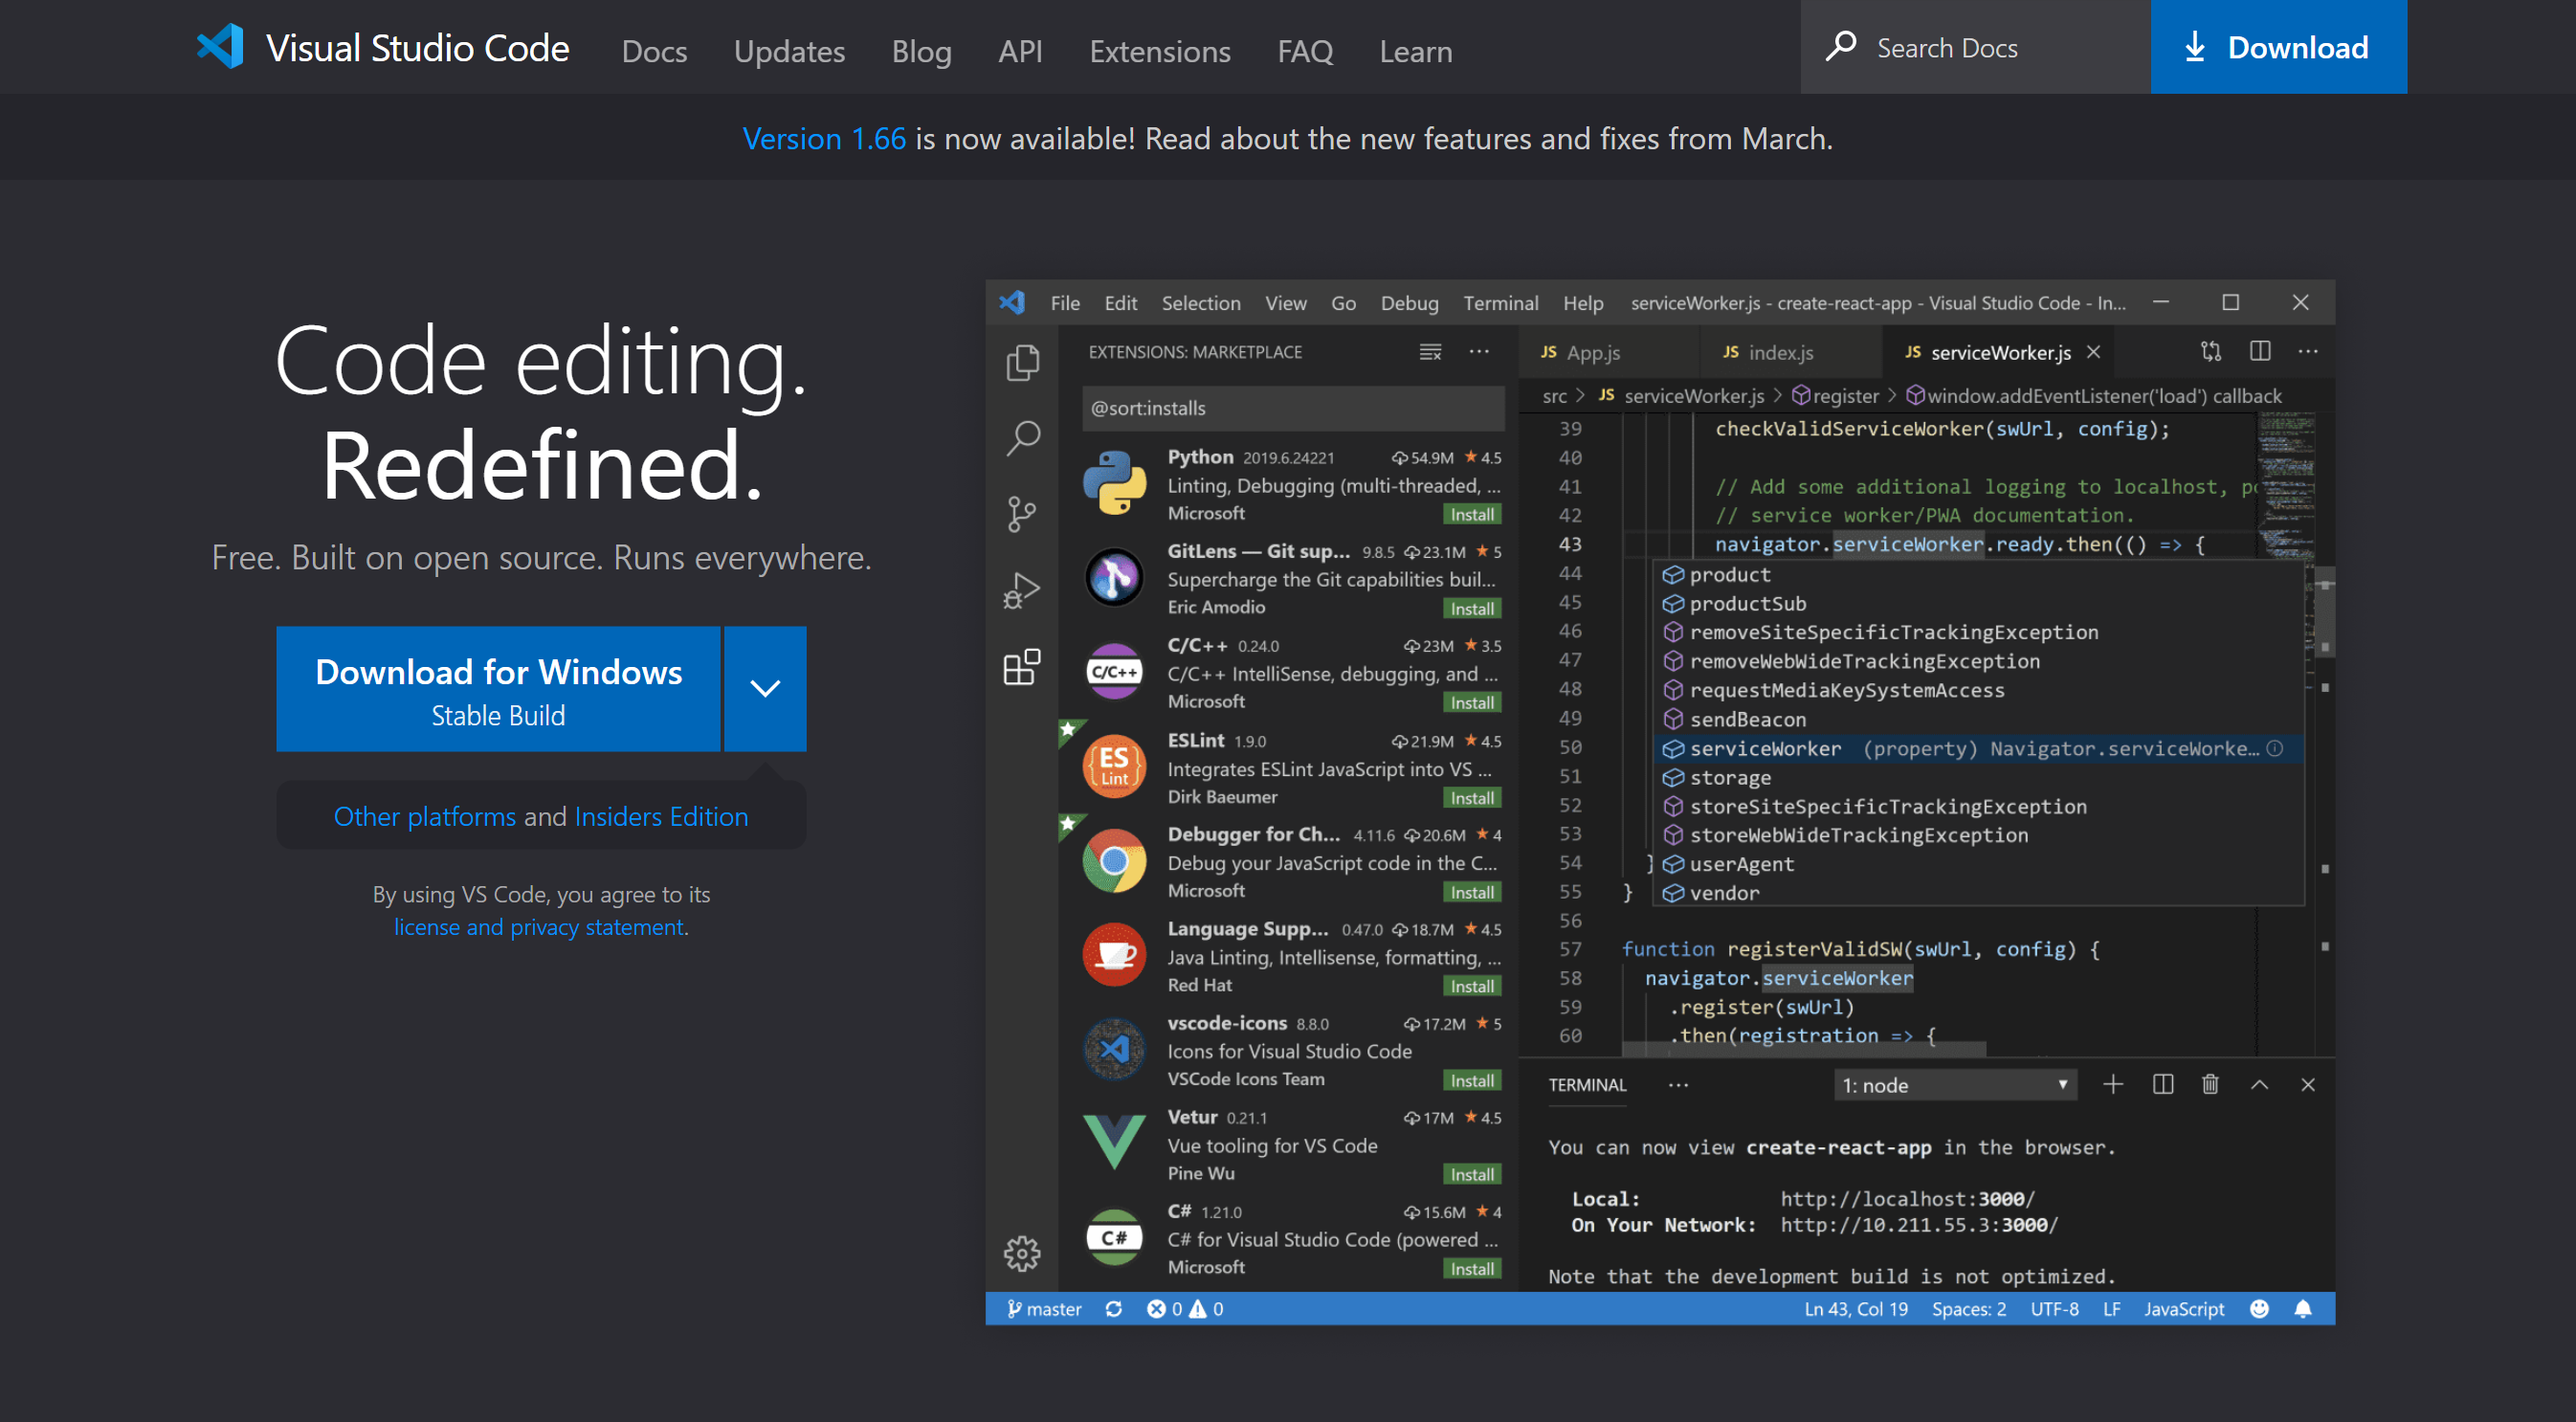 Visual Studio Code Docs Updates Blog API Extensions FAQ Learn Search Docs Download
Version 1.66 is now available! Read about the new features and fixes from March.
Code editing.
Redefined.
Free. Built on open source. Runs everywhere.
Download for Windows
Stable Build
Other platforms and Insiders Edition
By using VS Code, you agree to its
license and privacy statement.
File Edit Selection View Go Debug Terminal Help serviceWorker.js - create-react-app - Visual Studio Code - In...
EXTENSIONS: MARKETPLACE
@sort:installs
Python 2019.6.24221 54.9M 4.5
Linting, Debugging (multi-threaded, ...
Microsoft Install
GitLens — Git sup... 9.8.5 23.1M 5
Supercharge the Git capabilities buil...
Eric Amodio Install
C/C++
C/C++ 0.24.0 23M 3.5
C/C++ IntelliSense, debugging, and ...
Microsoft Install
ES
Lint
ESLint 1.9.0 21.9M 4.5
Integrates ESLint JavaScript into VS ...
Dirk Baeumer Install
Debugger for Ch... 4.11.6 20.6M 4
Debug your JavaScript code in the C...
Microsoft Install
Language Supp... 0.47.0 18.7M 4.5
Java Linting, Intellisense, formatting, ...
Red Hat Install
vscode-icons 8.8.0 17.2M 5
Icons for Visual Studio Code
VSCode Icons Team Install
Vetur 0.21.1 17M 4.5
Vue tooling for VS Code
Pine Wu Install
C#
C# 1.21.0 15.6M 4
C# for Visual Studio Code (powered ...
Microsoft Install
JS App.js JS index.js JS serviceWorker.js
src > JS serviceWorker.js > register > window.addEventListener('load') callback
39 checkValidServiceWorker(swUrl, config);
40
41 // Add some additional logging to localhost,
42 // service worker/PWA documentation.
43 navigator.serviceWorker.ready.then(() => {
44 product
45 productSub
46 removeSiteSpecificTrackingException
47 removeWebWideTrackingException
48 requestMediaKeySystemAccess
49 sendBeacon
50 serviceWorker (property) Navigator.serviceWorke...
51 storage
52 storeSiteSpecificTrackingException
53 storeWebWideTrackingException
54 } userAgent
55 } vendor
56
57 function registerValidSW(swUrl, config) {
58 navigator.serviceWorker
59 .register(swUrl)
60 .then(registration => {
TERMINAL ... 1: node
You can now view create-react-app in the browser.
Local: http://localhost:3000/
On Your Network: http://10.211.55.3:3000/
Note that the development build is not optimized.
master 0 0 Ln 43, Col 19 Spaces: 2 UTF-8 LF JavaScript